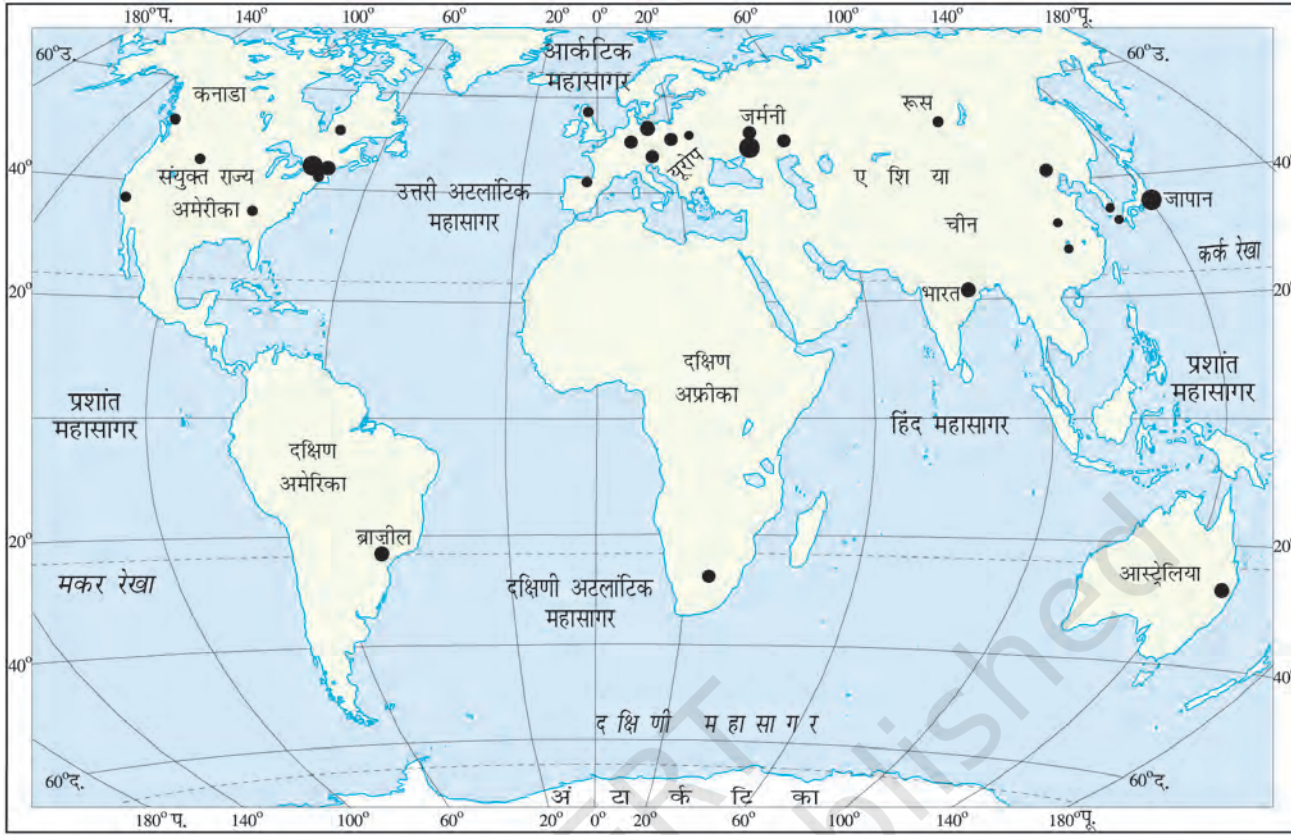 180°प. 140° 100° 60° 20° 0° 20° 60° 100° 140° 180°पू.
60°उ.
60°उ.
आर्कटिक
महासागर
कनाडा
जर्मनी
रूस
40°
40°
संयुक्त राज्य
अमेरीका
उत्तरी अटलांटिक
महासागर
यूरोप
ए शि या
जापान
चीन
कर्क रेखा
20°
20°
भारत
दक्षिण
अफ्रीका
प्रशांत
महासागर
प्रशांत
महासागर
हिंद महासागर
दक्षिण
अमेरिका
ब्राज़ील
20°
20°
मकर रेखा
दक्षिणी अटलांटिक
महासागर
आस्ट्रेलिया
40°
40°
द क्षि णी म हा सा ग र
60°द.
60°द.
अं टा र्क टि का
180°प. 140° 100° 60° 20° 0° 20° 60° 100° 140° 180°पू.